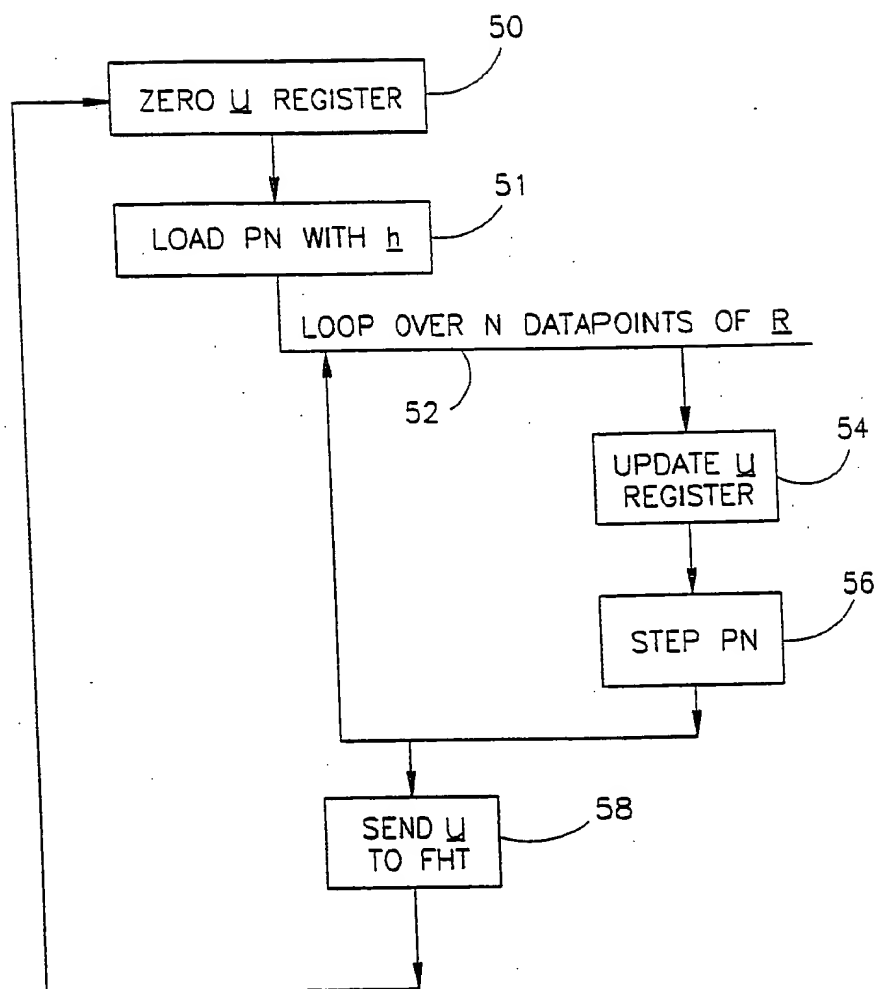 50
ZERO U REGISTER
51
LOAD PN WITH h
LOOP OVER N DATAPOINTS OF R
52
54
UPDATE U
REGISTER
56
STEP PN
58
SEND U
TO FHT